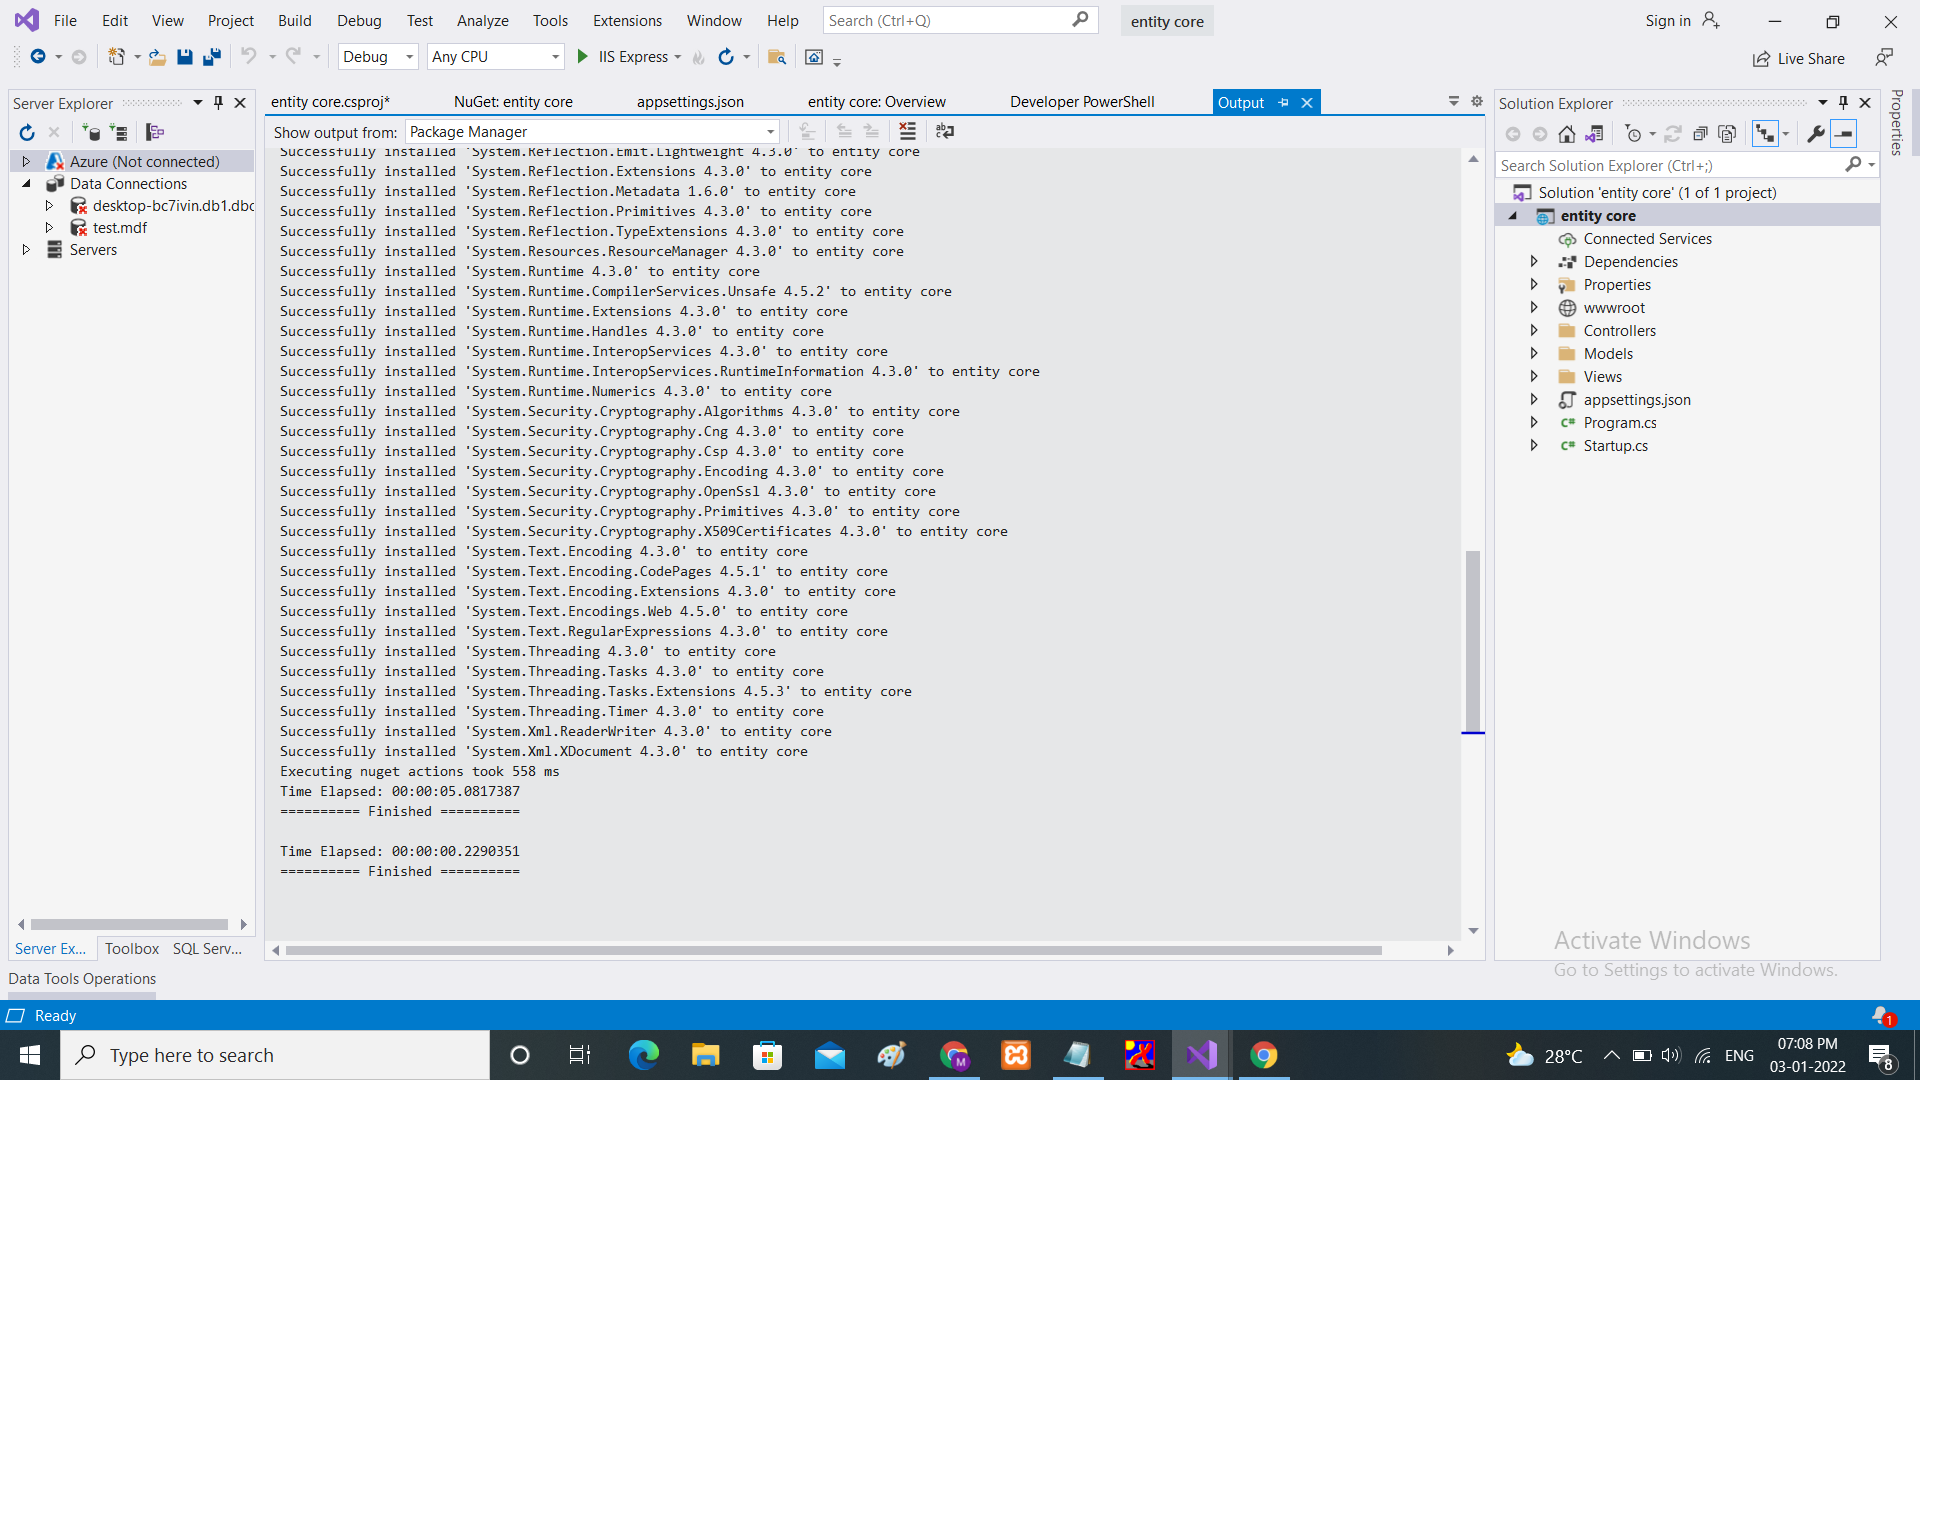 File Edit View Project Build Debug Test Analyze Tools Extensions Window Help Search (Ctrl+Q) entity core Sign in
Debug Any CPU IIS Express Live Share
Server Explorer
Azure (Not connected)
Data Connections
desktop-bc7ivin.db1.dbo
test.mdf
Servers
Server Ex... Toolbox SQL Serv...
Data Tools Operations
entity core.csproj* NuGet: entity core appsettings.json entity core: Overview Developer PowerShell Output
Show output from: Package Manager
Successfully installed 'System.Reflection.Emit.Lightweight 4.3.0' to entity core
Successfully installed 'System.Reflection.Extensions 4.3.0' to entity core
Successfully installed 'System.Reflection.Metadata 1.6.0' to entity core
Successfully installed 'System.Reflection.Primitives 4.3.0' to entity core
Successfully installed 'System.Reflection.TypeExtensions 4.3.0' to entity core
Successfully installed 'System.Resources.ResourceManager 4.3.0' to entity core
Successfully installed 'System.Runtime 4.3.0' to entity core
Successfully installed 'System.Runtime.CompilerServices.Unsafe 4.5.2' to entity core
Successfully installed 'System.Runtime.Extensions 4.3.0' to entity core
Successfully installed 'System.Runtime.Handles 4.3.0' to entity core
Successfully installed 'System.Runtime.InteropServices 4.3.0' to entity core
Successfully installed 'System.Runtime.InteropServices.RuntimeInformation 4.3.0' to entity core
Successfully installed 'System.Runtime.Numerics 4.3.0' to entity core
Successfully installed 'System.Security.Cryptography.Algorithms 4.3.0' to entity core
Successfully installed 'System.Security.Cryptography.Cng 4.3.0' to entity core
Successfully installed 'System.Security.Cryptography.Csp 4.3.0' to entity core
Successfully installed 'System.Security.Cryptography.Encoding 4.3.0' to entity core
Successfully installed 'System.Security.Cryptography.OpenSsl 4.3.0' to entity core
Successfully installed 'System.Security.Cryptography.Primitives 4.3.0' to entity core
Successfully installed 'System.Security.Cryptography.X509Certificates 4.3.0' to entity core
Successfully installed 'System.Text.Encoding 4.3.0' to entity core
Successfully installed 'System.Text.Encoding.CodePages 4.5.1' to entity core
Successfully installed 'System.Text.Encoding.Extensions 4.3.0' to entity core
Successfully installed 'System.Text.Encodings.Web 4.5.0' to entity core
Successfully installed 'System.Text.RegularExpressions 4.3.0' to entity core
Successfully installed 'System.Threading 4.3.0' to entity core
Successfully installed 'System.Threading.Tasks 4.3.0' to entity core
Successfully installed 'System.Threading.Tasks.Extensions 4.5.3' to entity core
Successfully installed 'System.Threading.Timer 4.3.0' to entity core
Successfully installed 'System.Xml.ReaderWriter 4.3.0' to entity core
Successfully installed 'System.Xml.XDocument 4.3.0' to entity core
Executing nuget actions took 558 ms
Time Elapsed: 00:00:05.0817387
========== Finished ==========
Time Elapsed: 00:00:00.2290351
========== Finished ==========
Solution Explorer
Search Solution Explorer (Ctrl+;)
Solution 'entity core' (1 of 1 project)
entity core
Connected Services
Dependencies
Properties
wwwroot
Controllers
Models
Views
appsettings.json
C# Program.cs
C# Startup.cs
Properties
Activate Windows
Go to Settings to activate Windows.
Ready 1
Type here to search M 28°C ENG 07:08 PM
03-01-2022 8